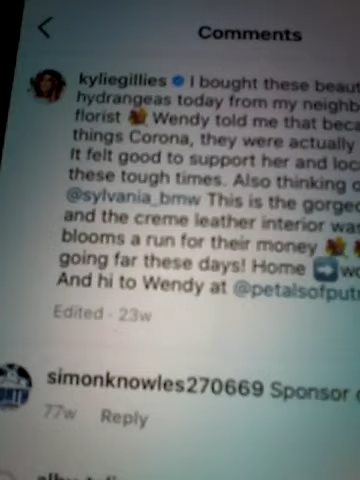 Comments
kyliegillies I bought these beaut
hydrangeas today from my neighb
florist Wendy told me that beca
things Corona, they were actually
It felt good to support her and loc
these tough times. Also thinking o
@sylvania_bmw This is the gorge
and the creme leather interior was
blooms a run for their money
going far these days! Home ➡️ wo
And hi to Wendy at @petalsofput
Edited · 23w
simonknowles270669 Sponsor
77w Reply